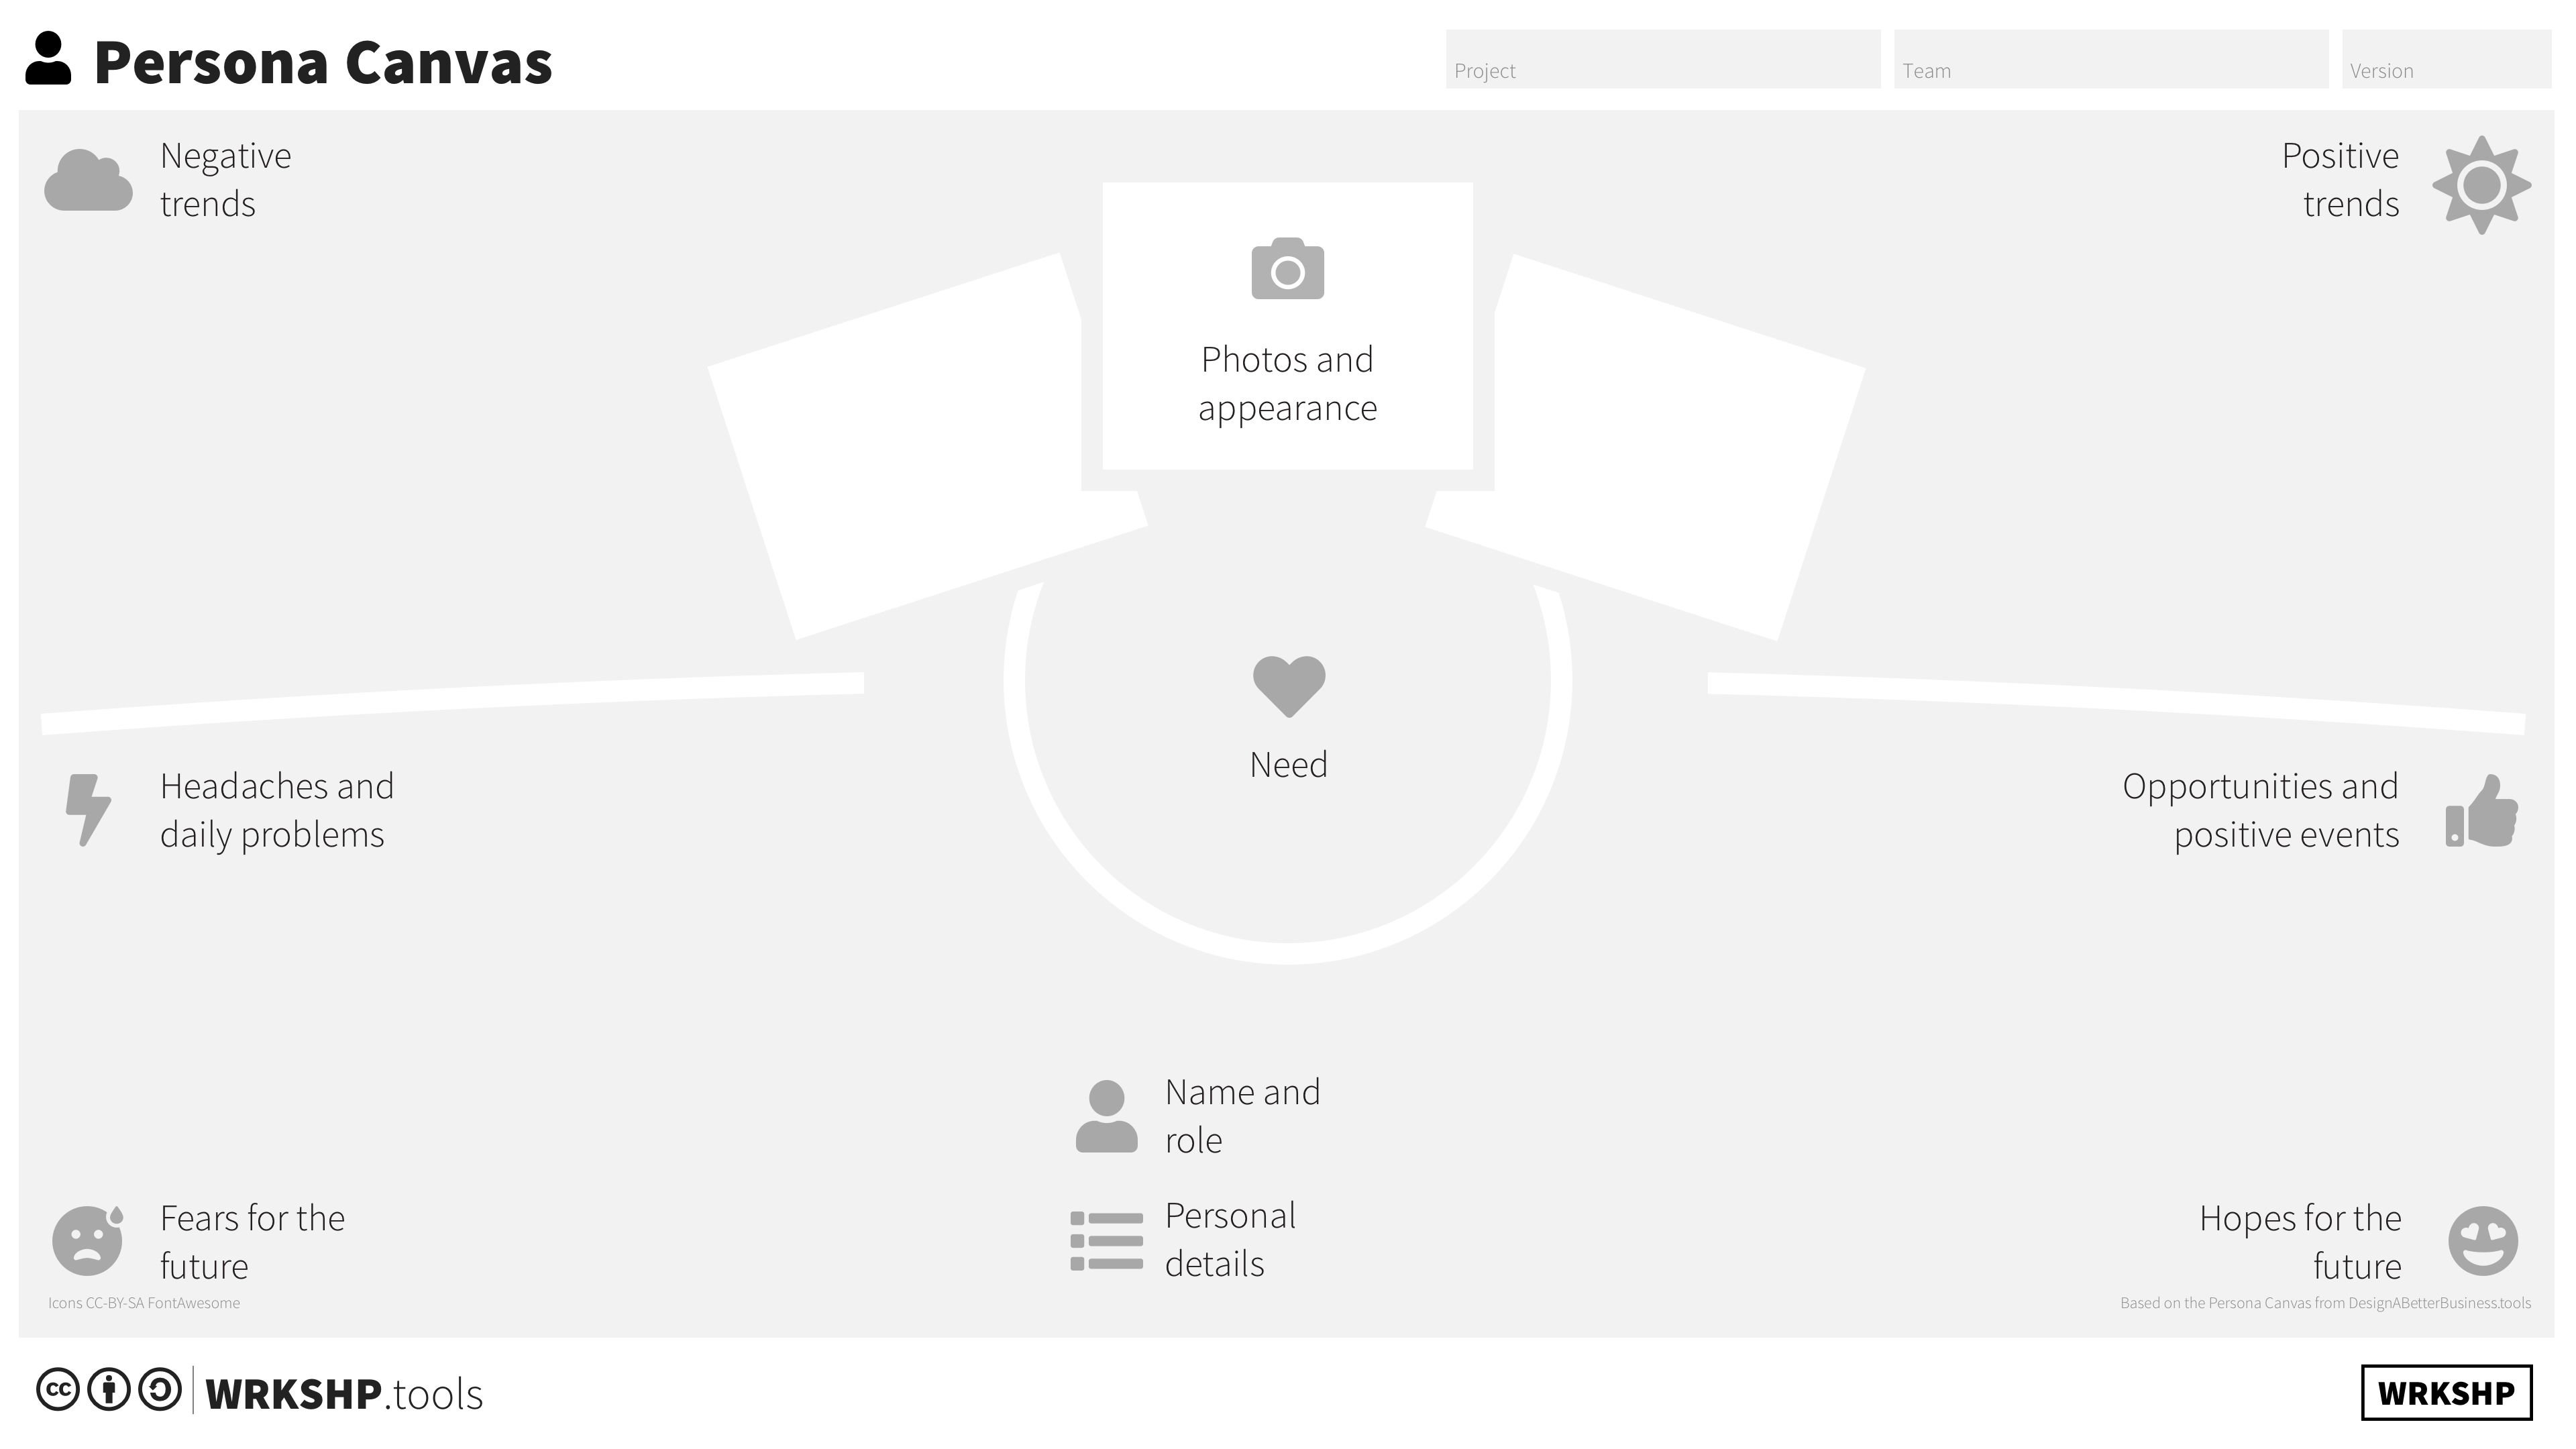 Persona Canvas
Project
Team
Version
Negative
trends
Positive
trends
Photos and
appearance
Need
Headaches and
daily problems
Opportunities and
positive events
Name and
role
Personal
details
Fears for the
future
Hopes for the
future
Icons CC-BY-SA FontAwesome
Based on the Persona Canvas from DesignABetterBusiness.tools
cc
WRKSHP.tools
WRKSHP